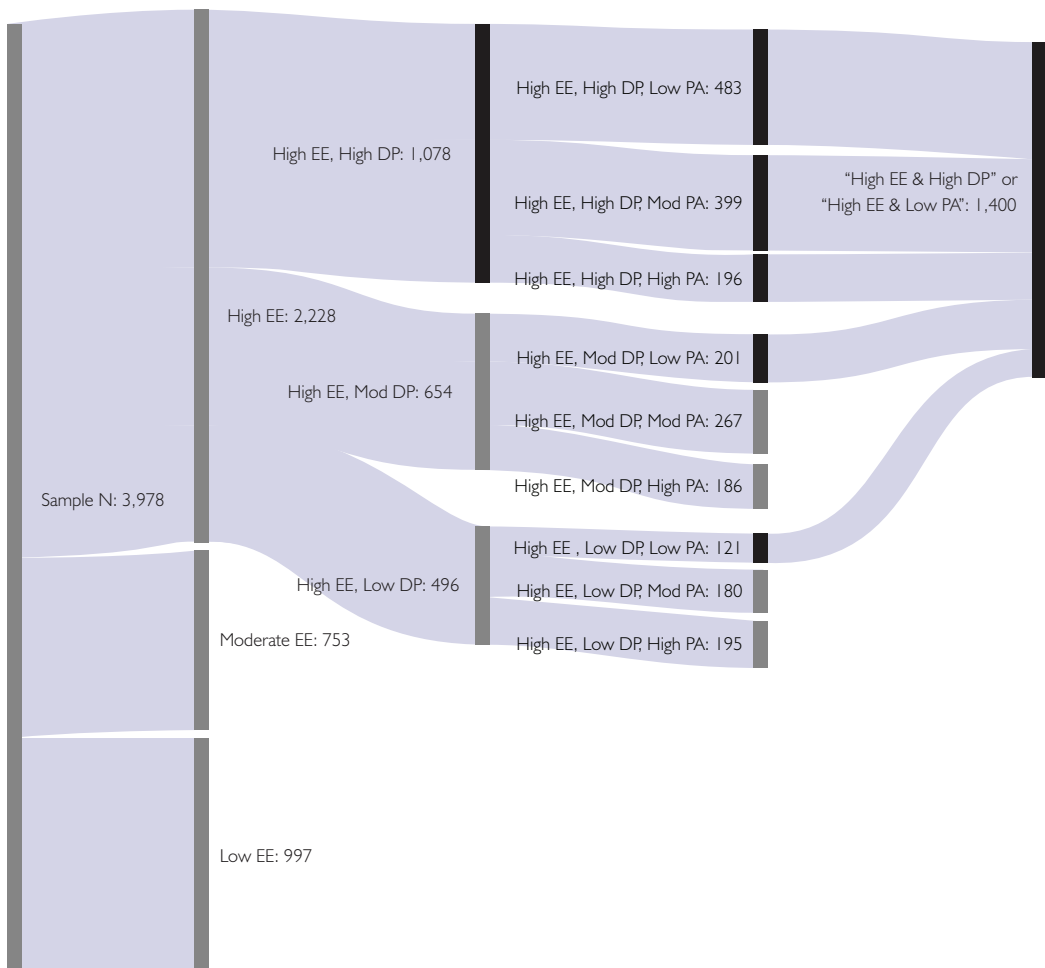 Sample N: 3,978
High EE: 2,228
Moderate EE: 753
Low EE: 997
High EE, High DP: 1,078
High EE, Mod DP: 654
High EE, Low DP: 496
High EE, High DP, Low PA: 483
High EE, High DP, Mod PA: 399
High EE, High DP, High PA: 196
High EE, Mod DP, Low PA: 201
High EE, Mod DP, Mod PA: 267
High EE, Mod DP, High PA: 186
High EE , Low DP, Low PA: 121
High EE, Low DP, Mod PA: 180
High EE, Low DP, High PA: 195
“High EE & High DP” or
“High EE & Low PA”: 1,400